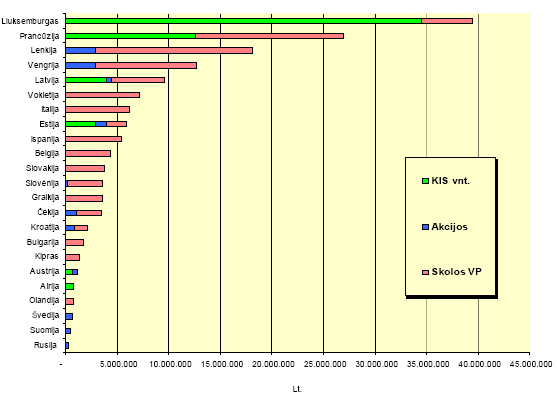 Liuksemburgas
Prancūzija
Lenkija
Vengrija
Latvija
Vokietija
Italija
Estija
Ispanija
Belgija
Slovakija
Slovėnija
Graikija
Čekija
Kroatija
Bulgarija
Kipras
Austrija
Airija
Olandija
Švedija
Suomija
Rusija
KIS vnt.
Akcijos
Skolos VP
- 5.000.000 10.000.000 15.000.000 20.000.000 25.000.000 30.000.000 35.000.000 40.000.000 45.000.000
Lt.